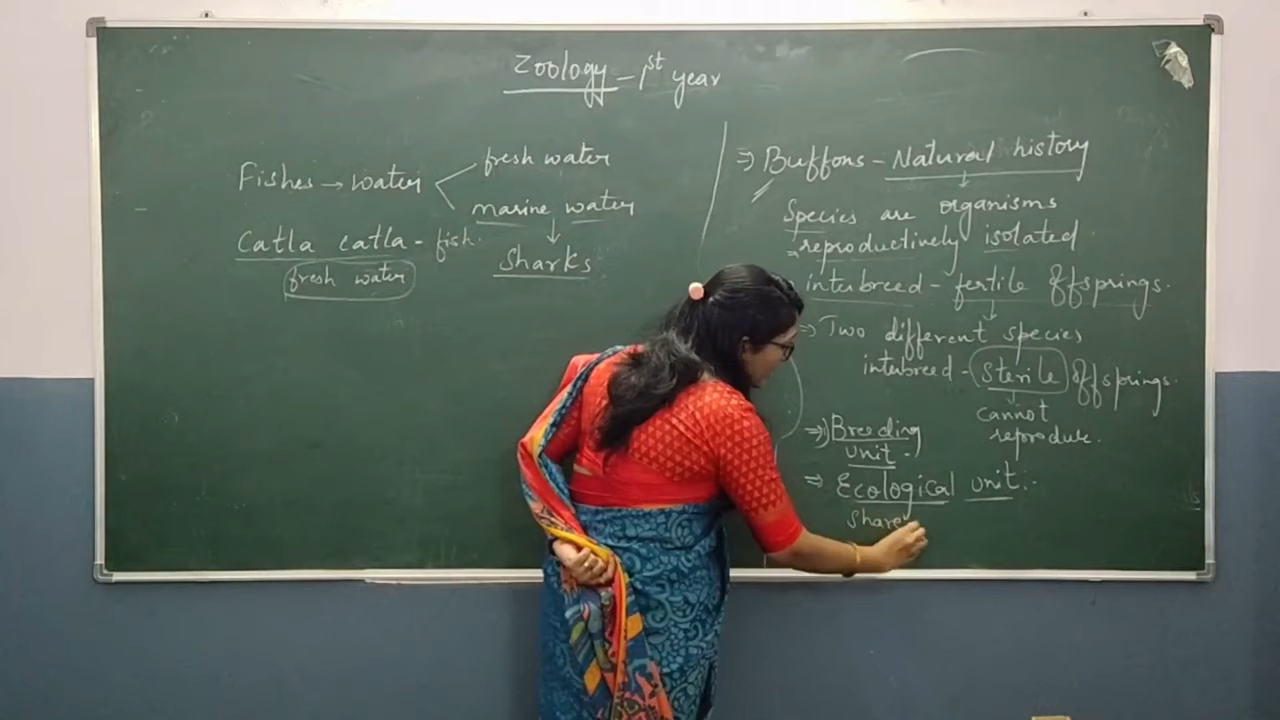 Zoology - 1st year
Fishes → water
fresh water
marine water
Catla catla - fish.
fresh water
Sharks
⇒ Buffons - Natural history
Species are organisms
reproductively isolated
interbreed - fertile Offsprings.
⇒ Two different species
interbreed - Sterile Offsprings.
cannot
reproduce.
⇒ Breeding
unit -
⇒ Ecological unit.
Share